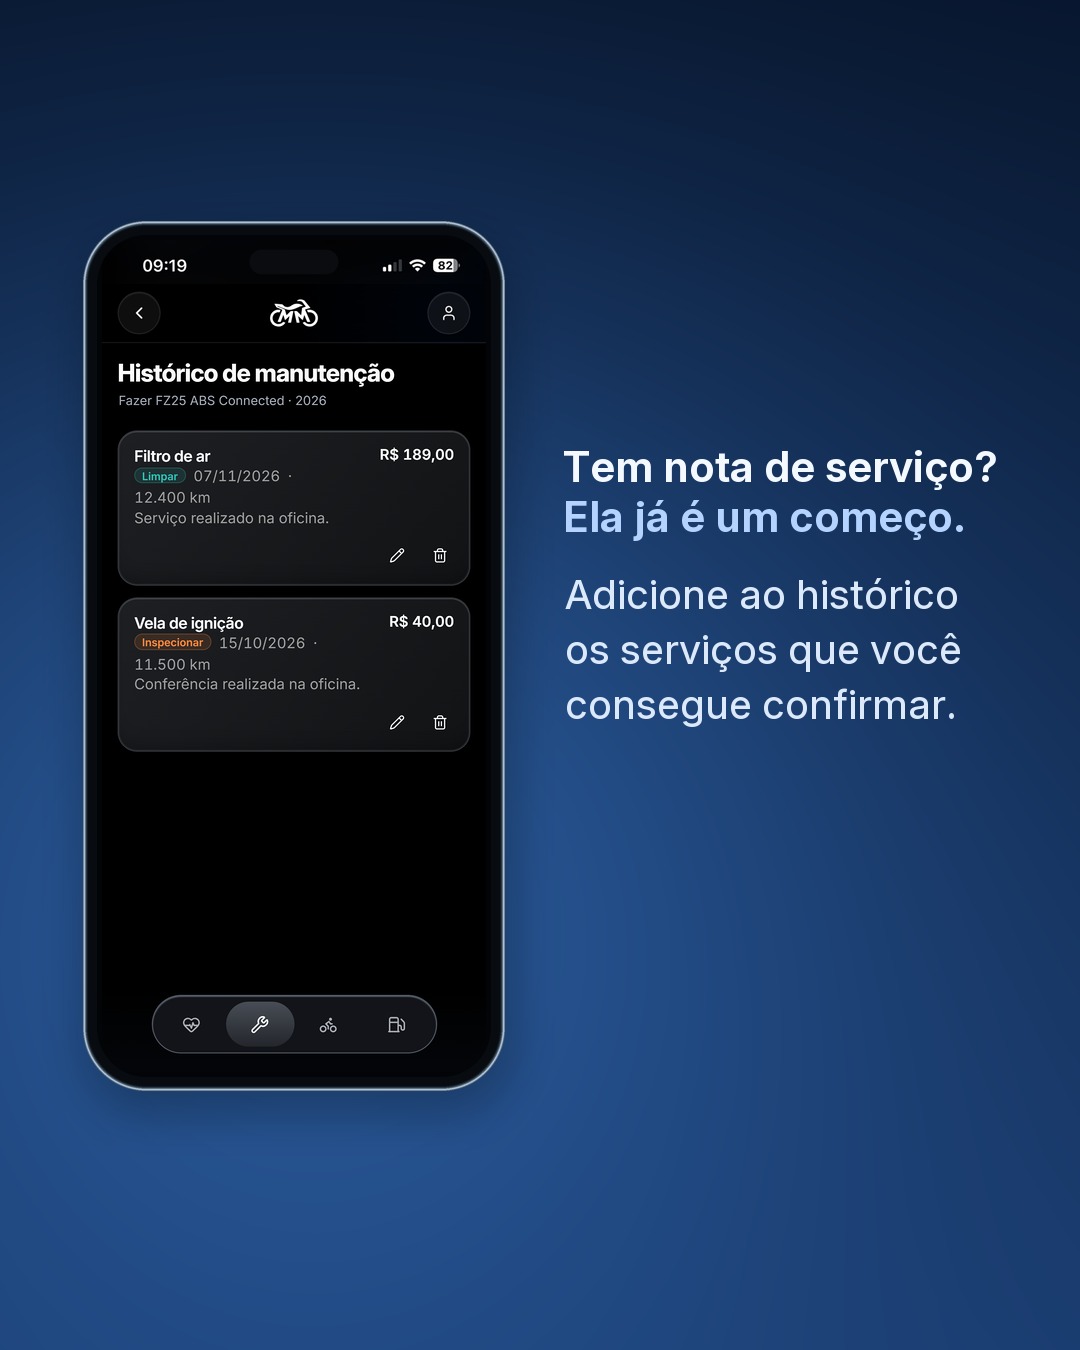 09:19
82
MM
Histórico de manutenção
Fazer FZ25 ABS Connected · 2026
Filtro de ar
R$ 189,00
Limpar 07/11/2026 ·
12.400 km
Serviço realizado na oficina.
Vela de ignição
R$ 40,00
Inspecionar 15/10/2026 ·
11.500 km
Conferência realizada na oficina.
Tem nota de serviço?
Ela já é um começo.
Adicione ao histórico
os serviços que você
consegue confirmar.